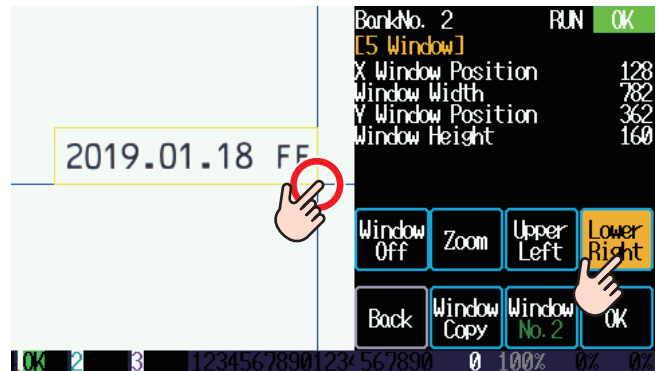 2019.01.18 FF
BankNo. 2 RUN OK
[5 Window]
X Window Position 128
Window Width 782
Y Window Position 362
Window Height 160
Window Off
Zoom
Upper Left
Lower Right
Back
Window Copy
Window No. 2
OK
1 OK 2 3 12345678901234567890 0 100% 0% 0%